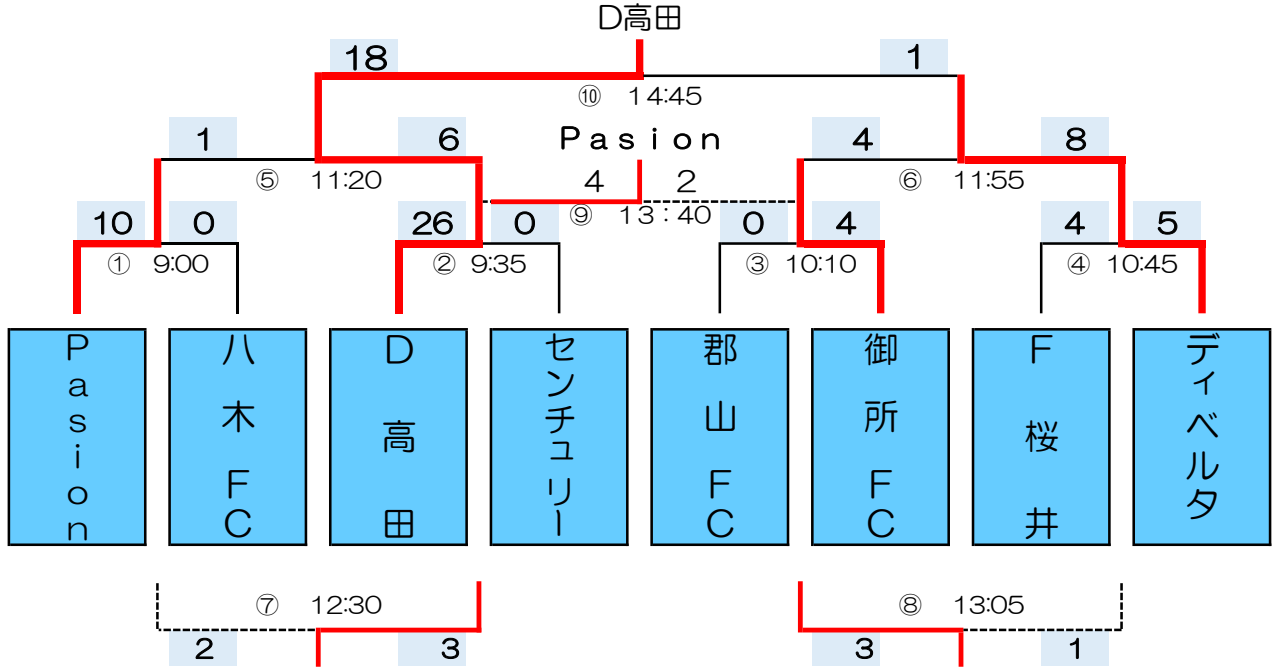 D高田
18 1
⑩ 14:45
1 6 Pasion 4 8
⑤ 11:20 4 2 ⑥ 11:55
⑨ 13:40
10 0 26 0 0 4 4 5
① 9:00 ② 9:35 ③ 10:10 ④ 10:45
Pasion
八木FC
D高田
センチュリー
郡山FC
御所FC
F桜井
ディベルタ
⑦ 12:30 ⑧ 13:05
2 3 3 1